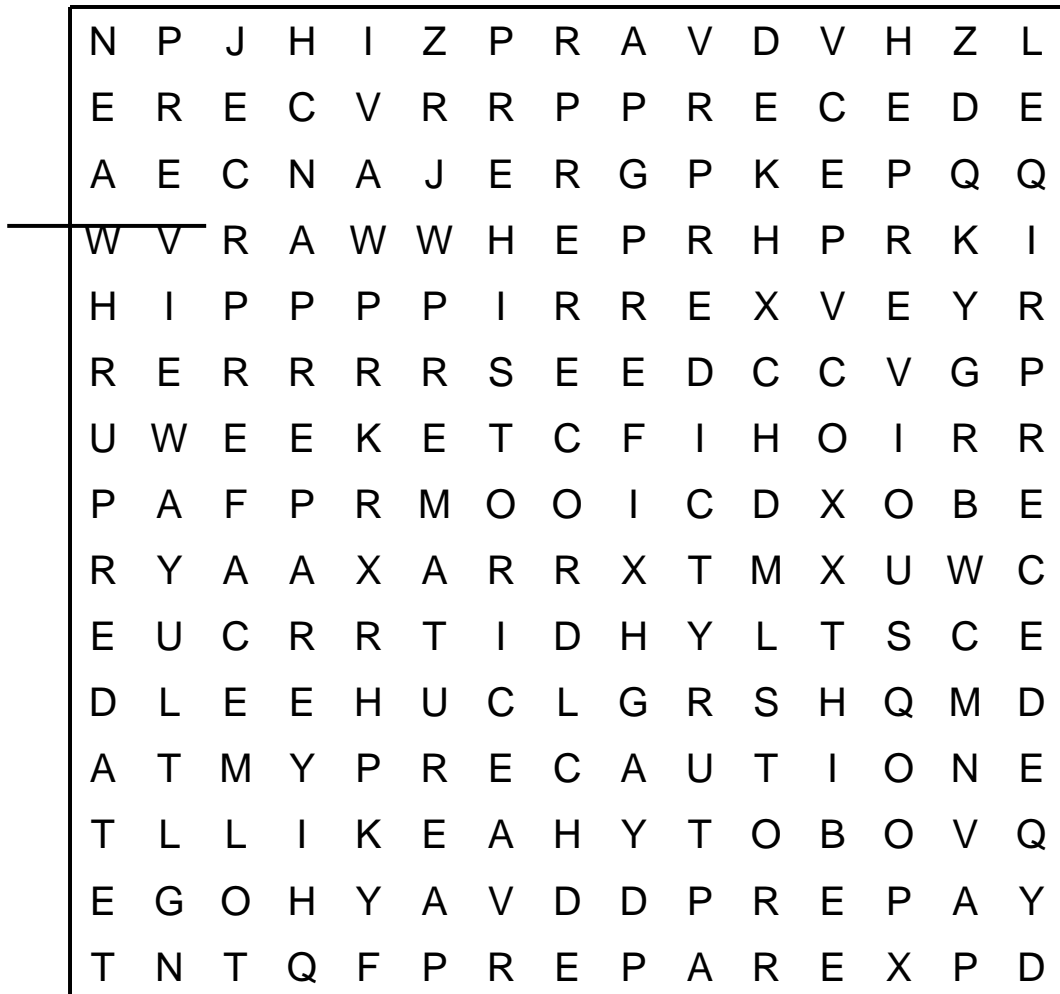 N P J H I Z P R A V D V H Z L
E R E C V R R P P R E C E D E
A E C N A J E R G P K E P Q Q
W V R A W W H E P R H P R K I
H I P P P P I R R E X V E Y R
R E R R R R S E E D C C V G P
U W E E K E T C F I H O I R R
P A F P R M O O I C D X O B E
R Y A A X A R R X T M X U W C
E U C R R T I D H Y L T S C E
D L E E H U C L G R S H Q M D
A T M Y P R E C A U T I O N E
T L L I K E A H Y T O B O V Q
E G O H Y A V D D P R E P A Y
T N T Q F P R E P A R E X P D